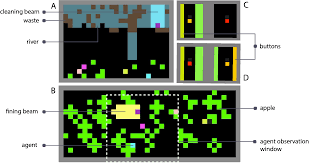 A
C
cleaning beam
waste
river
buttons
D
B
fining beam
apple
agent
agent observation
window